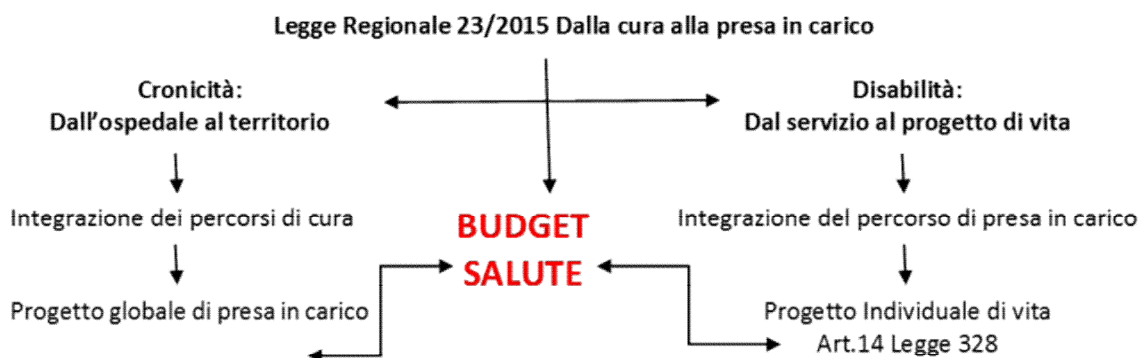 Legge Regionale 23/2015 Dalla cura alla presa in carico
Cronicità:
Dall'ospedale al territorio
Disabilità:
Dal servizio al progetto di vita
Integrazione dei percorsi di cura
BUDGET
SALUTE
Integrazione del percorso di presa in carico
Progetto globale di presa in carico
Progetto Individuale di vita
Art.14 Legge 328